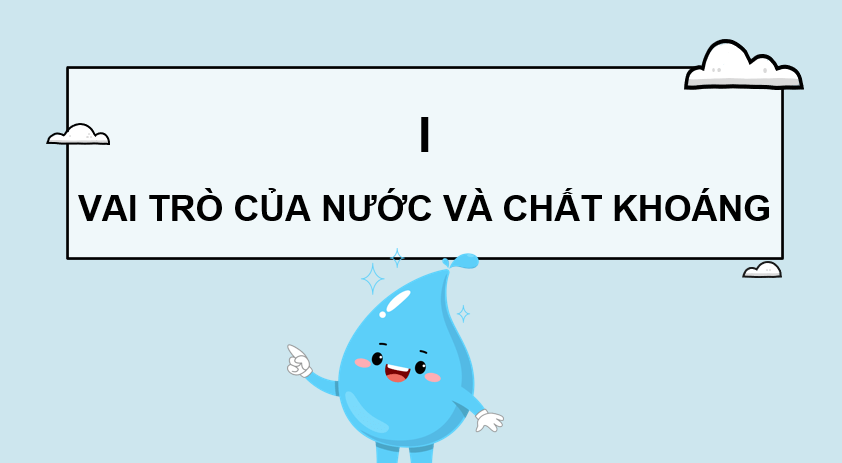 I
VAI TRÒ CỦA NƯỚC VÀ CHẤT KHOÁNG